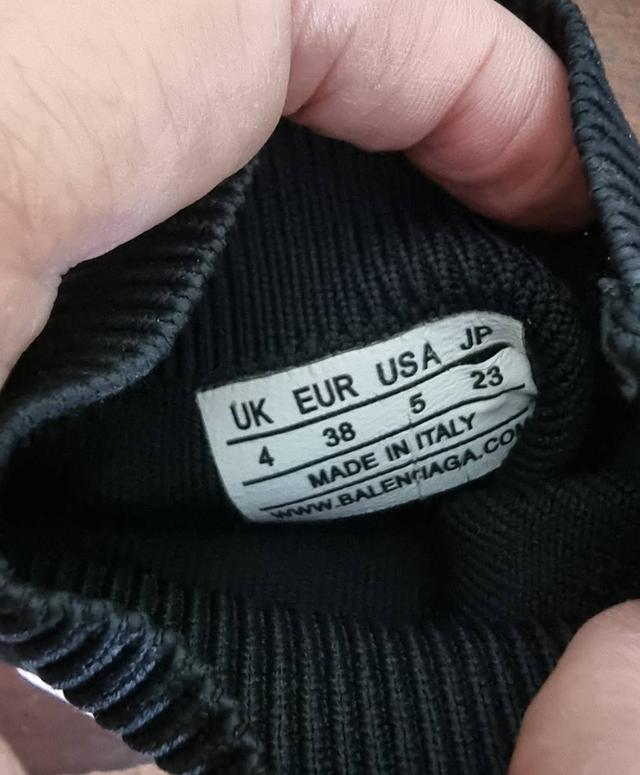 UK EUR USA JP
4 38 5 23
MADE IN ITALY
WWW.BALENCIAGA.COM